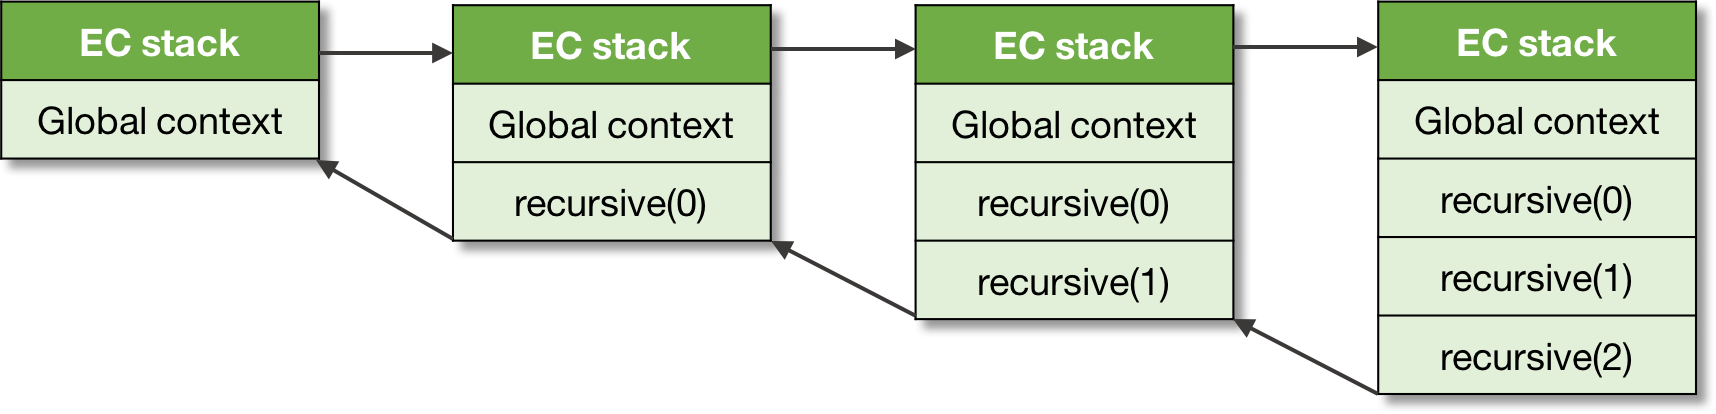 EC stack
Global context
EC stack
Global context
recursive(0)
EC stack
Global context
recursive(0)
recursive(1)
EC stack
Global context
recursive(0)
recursive(1)
recursive(2)